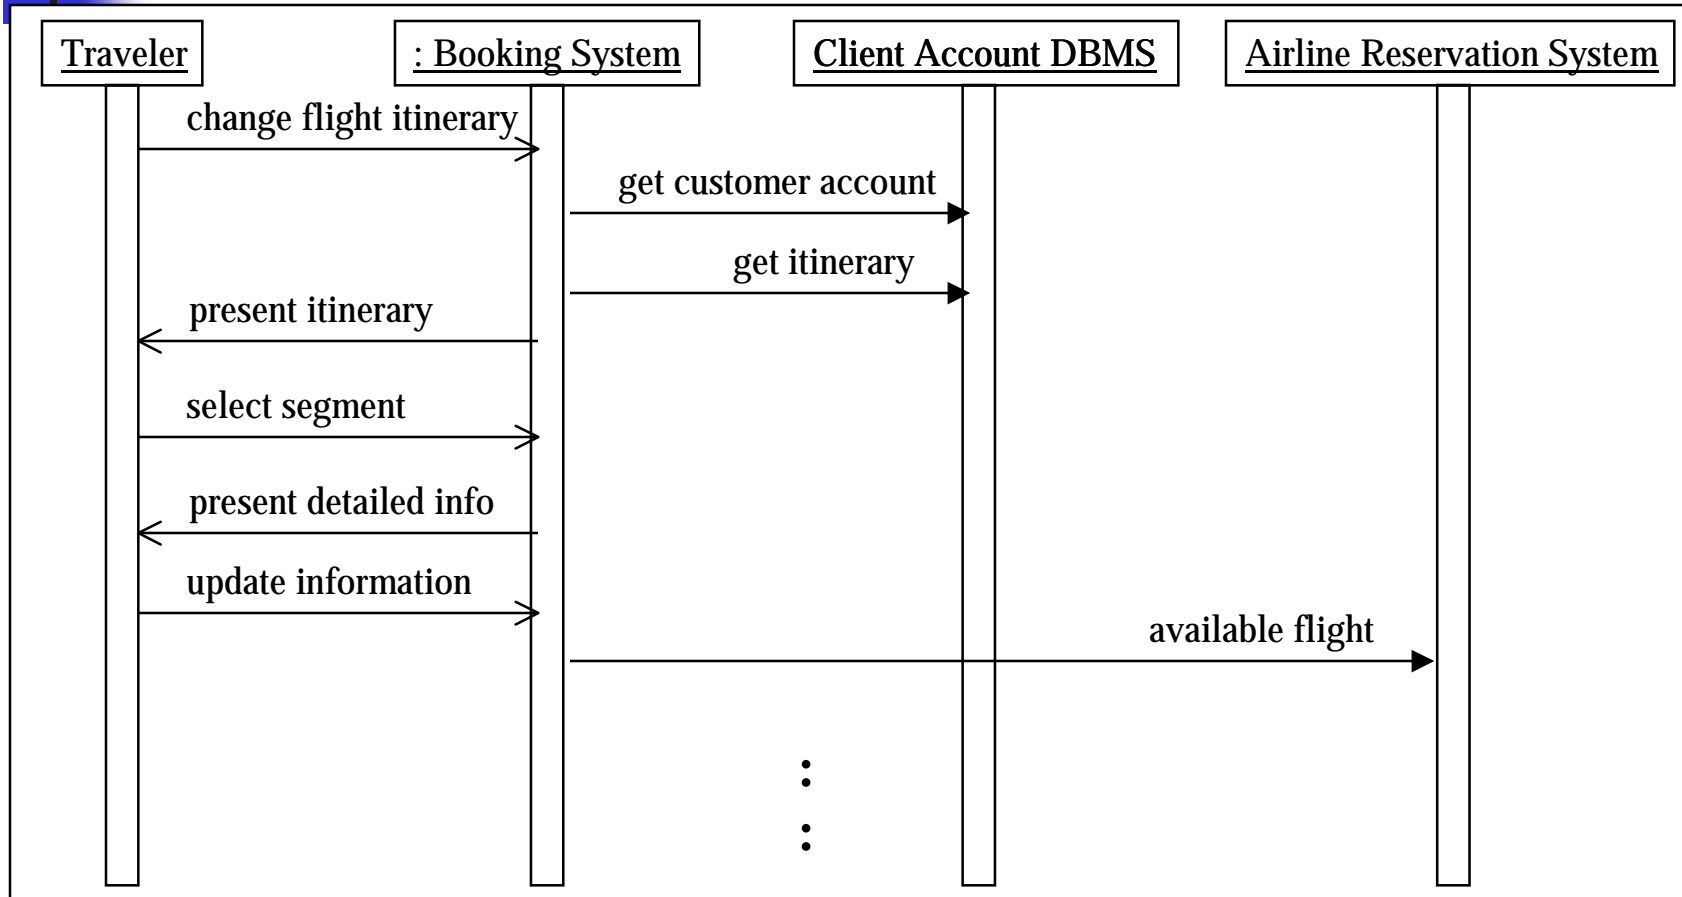 Traveler
: Booking System
Client Account DBMS
Airline Reservation System
change flight itinerary
get customer account
get itinerary
present itinerary
select segment
present detailed info
update information
available flight